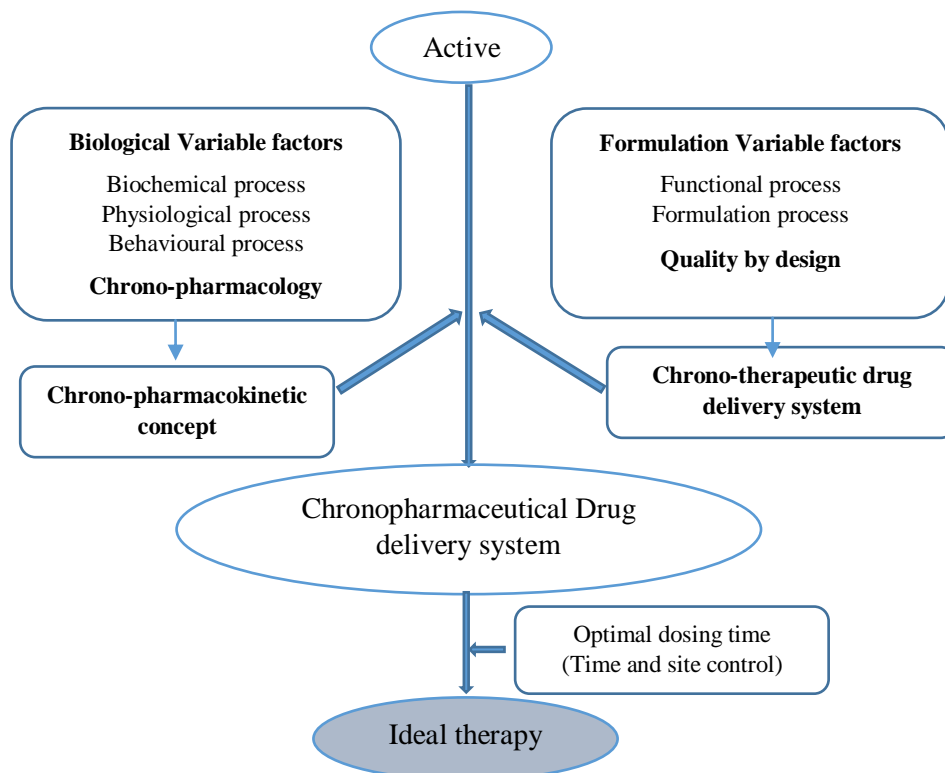 Active
Biological Variable factors
Biochemical process
Physiological process
Behavioural process
Chrono-pharmacology
Formulation Variable factors
Functional process
Formulation process
Quality by design
Chrono-pharmacokinetic
concept
Chrono-therapeutic drug
delivery system
Chronopharmaceutical Drug
delivery system
Optimal dosing time
(Time and site control)
Ideal therapy